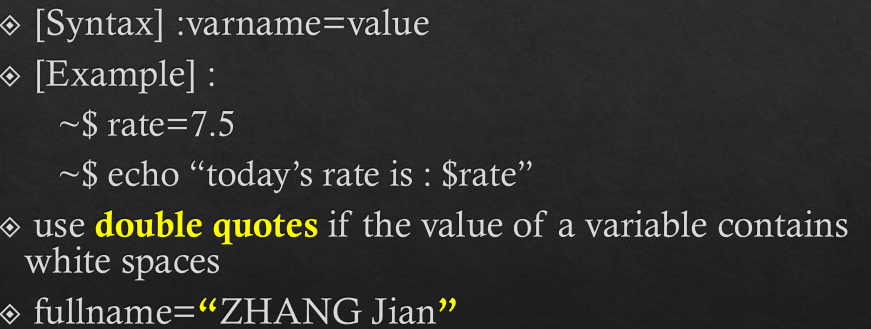 [Syntax] :varname=value
[Example] :
~$ rate=7.5
~$ echo “today’s rate is : $rate”
use double quotes if the value of a variable contains
white spaces
fullname=“ZHANG Jian”